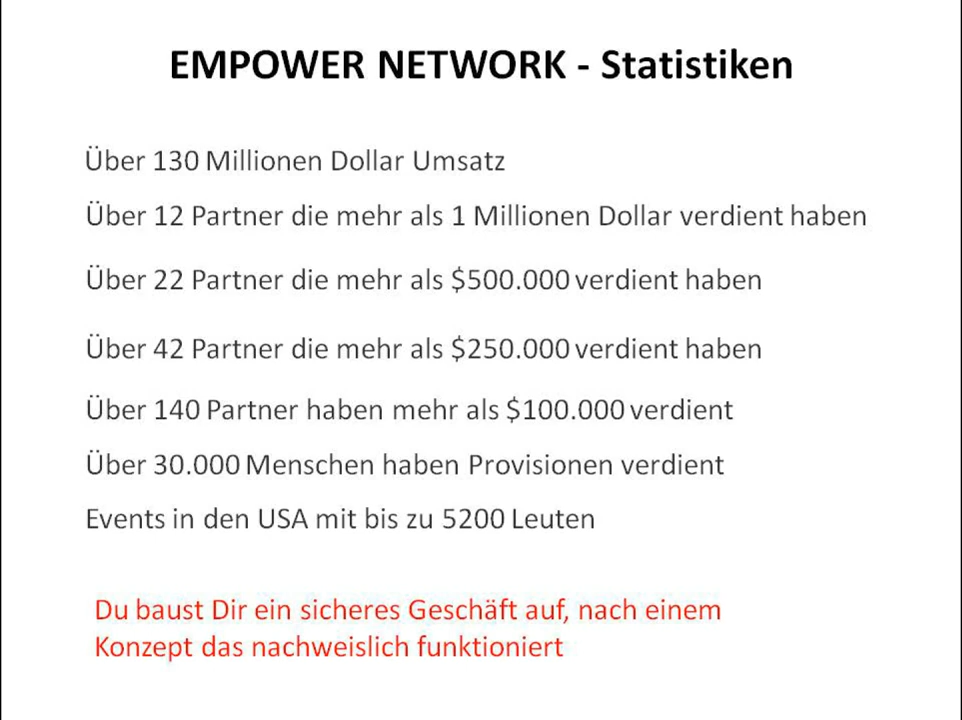 EMPOWER NETWORK - Statistiken
Über 130 Millionen Dollar Umsatz
Über 12 Partner die mehr als 1 Millionen Dollar verdient haben
Über 22 Partner die mehr als $500.000 verdient haben
Über 42 Partner die mehr als $250.000 verdient haben
Über 140 Partner haben mehr als $100.000 verdient
Über 30.000 Menschen haben Provisionen verdient
Events in den USA mit bis zu 5200 Leuten
Du baust Dir ein sicheres Geschäft auf, nach einem
Konzept das nachweislich funktioniert